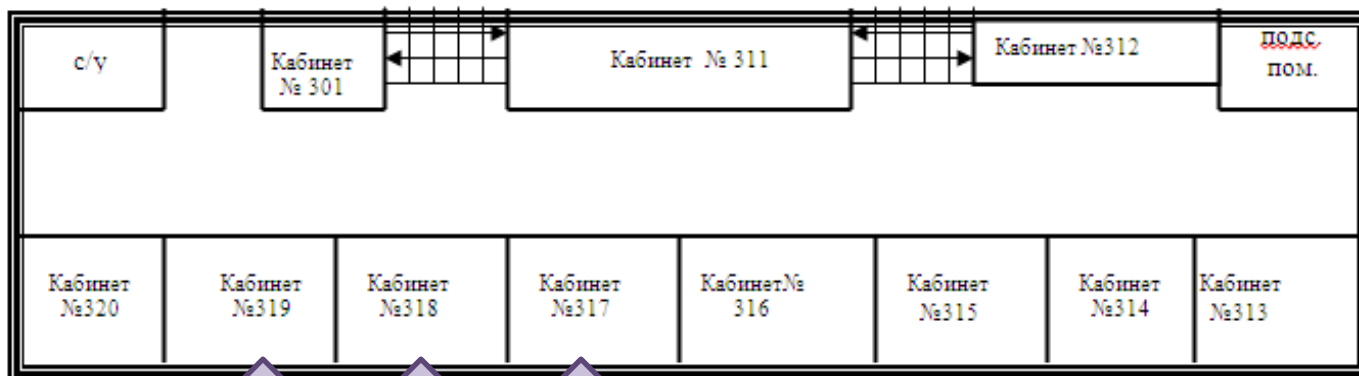 с/у
Кабинет
№ 301
Кабинет № 311
Кабинет №312
подс.
пом.
Кабинет
№320
Кабинет
№319
Кабинет
№318
Кабинет
№317
Кабинет№
316
Кабинет
№315
Кабинет
№314
Кабинет
№313